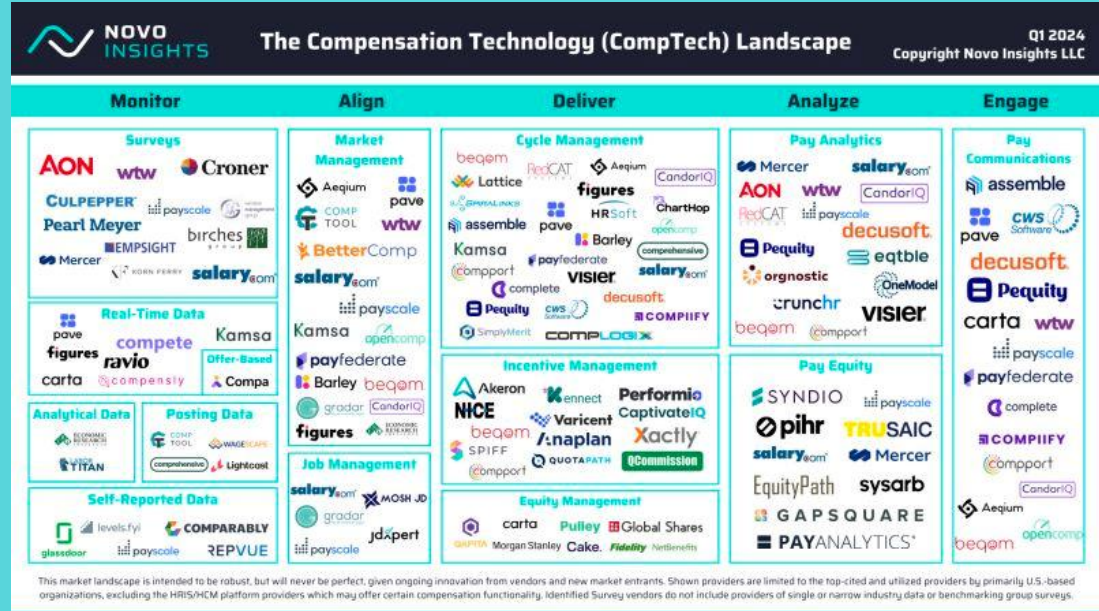 NOVO
INSIGHTS
The Compensation Technology (CompTech) Landscape
Q1 2024
Copyright Novo Insights LLC
Monitor
Align
Deliver
Analyze
Engage
Surveys
AON
wtw
Croner
CULPEPPER
payscale
Pearl Meyer
birches
group
EMPSIGHT
Mercer
KORN FERRY
salary.com
Real-Time Data
pave
compete
Kamsa
figures
ravio
carta
compensly
Offer-Based
Compa
Analytical Data
ECONOMIC
RESEARCH
LABOR
TITAN
Posting Data
COMP
TOOL
WAGESCAPE
comprehensive
Lightcast
Self-Reported Data
glassdoor
levels.fyi
COMPARABLY
payscale
REPVUE
Market
Management
Aeqium
pave
COMP
TOOL
wtw
BetterComp
salary.com
payscale
Kamsa
opencomp
payfederate
Barley
beqom
gradar
CandorIQ
figures
ECONOMIC
RESEARCH
Job Management
salary.com
MOSH JD
gradar
jdxpert
payscale
Cycle Management
beqom
RedCAT
SYSTEMS
Aeqium
CandorIQ
Lattice
figures
SPIRALINKS
HRSoft
ChartHop
assemble
pave
opencomp
Barley
Kamsa
payfederate
comprehensive
compport
visier
salary.com
complete
decusoft
Pequity
CWS
Software
COMPIIFY
SimplyMerit
COMPLOGIX
Incentive Management
Akeron
Kennect
Performio
NICE
Varicent
CaptivateIQ
beqom
Anaplan
Xactly
SPIFF
QUOTAPATH
QCommission
compport
Equity Management
QAPITA
carta
Pulley
Global Shares
Morgan Stanley
Cake.
Fidelity
NetBenefits
Pay Analytics
Mercer
salary.com
AON
wtw
CandorIQ
RedCAT
SYSTEMS
payscale
decusoft
Pequity
eqtble
orgnostic
OneModel
crunchr
visier
beqom
compport
Pay Equity
SYNDIO
payscale
pihr
TRUSAIC
salary.com
Mercer
EquityPath
sysarb
GAPSQUARE
PAYANALYTICS
Pay
Communications
assemble
pave
CWS
Software
decusoft
Pequity
carta
wtw
payscale
payfederate
complete
COMPIIFY
compport
CandorIQ
Aeqium
beqom
opencomp
This market landscape is intended to be robust, but will never be perfect, given ongoing innovation from vendors and new market entrants. Shown providers are limited to the top-cited and utilized providers by primarily U.S.-based
organizations, excluding the HRIS/HCM platform providers which may offer certain compensation functionality. Identified Survey vendors do not include providers of single or narrow industry data or benchmarking group surveys.